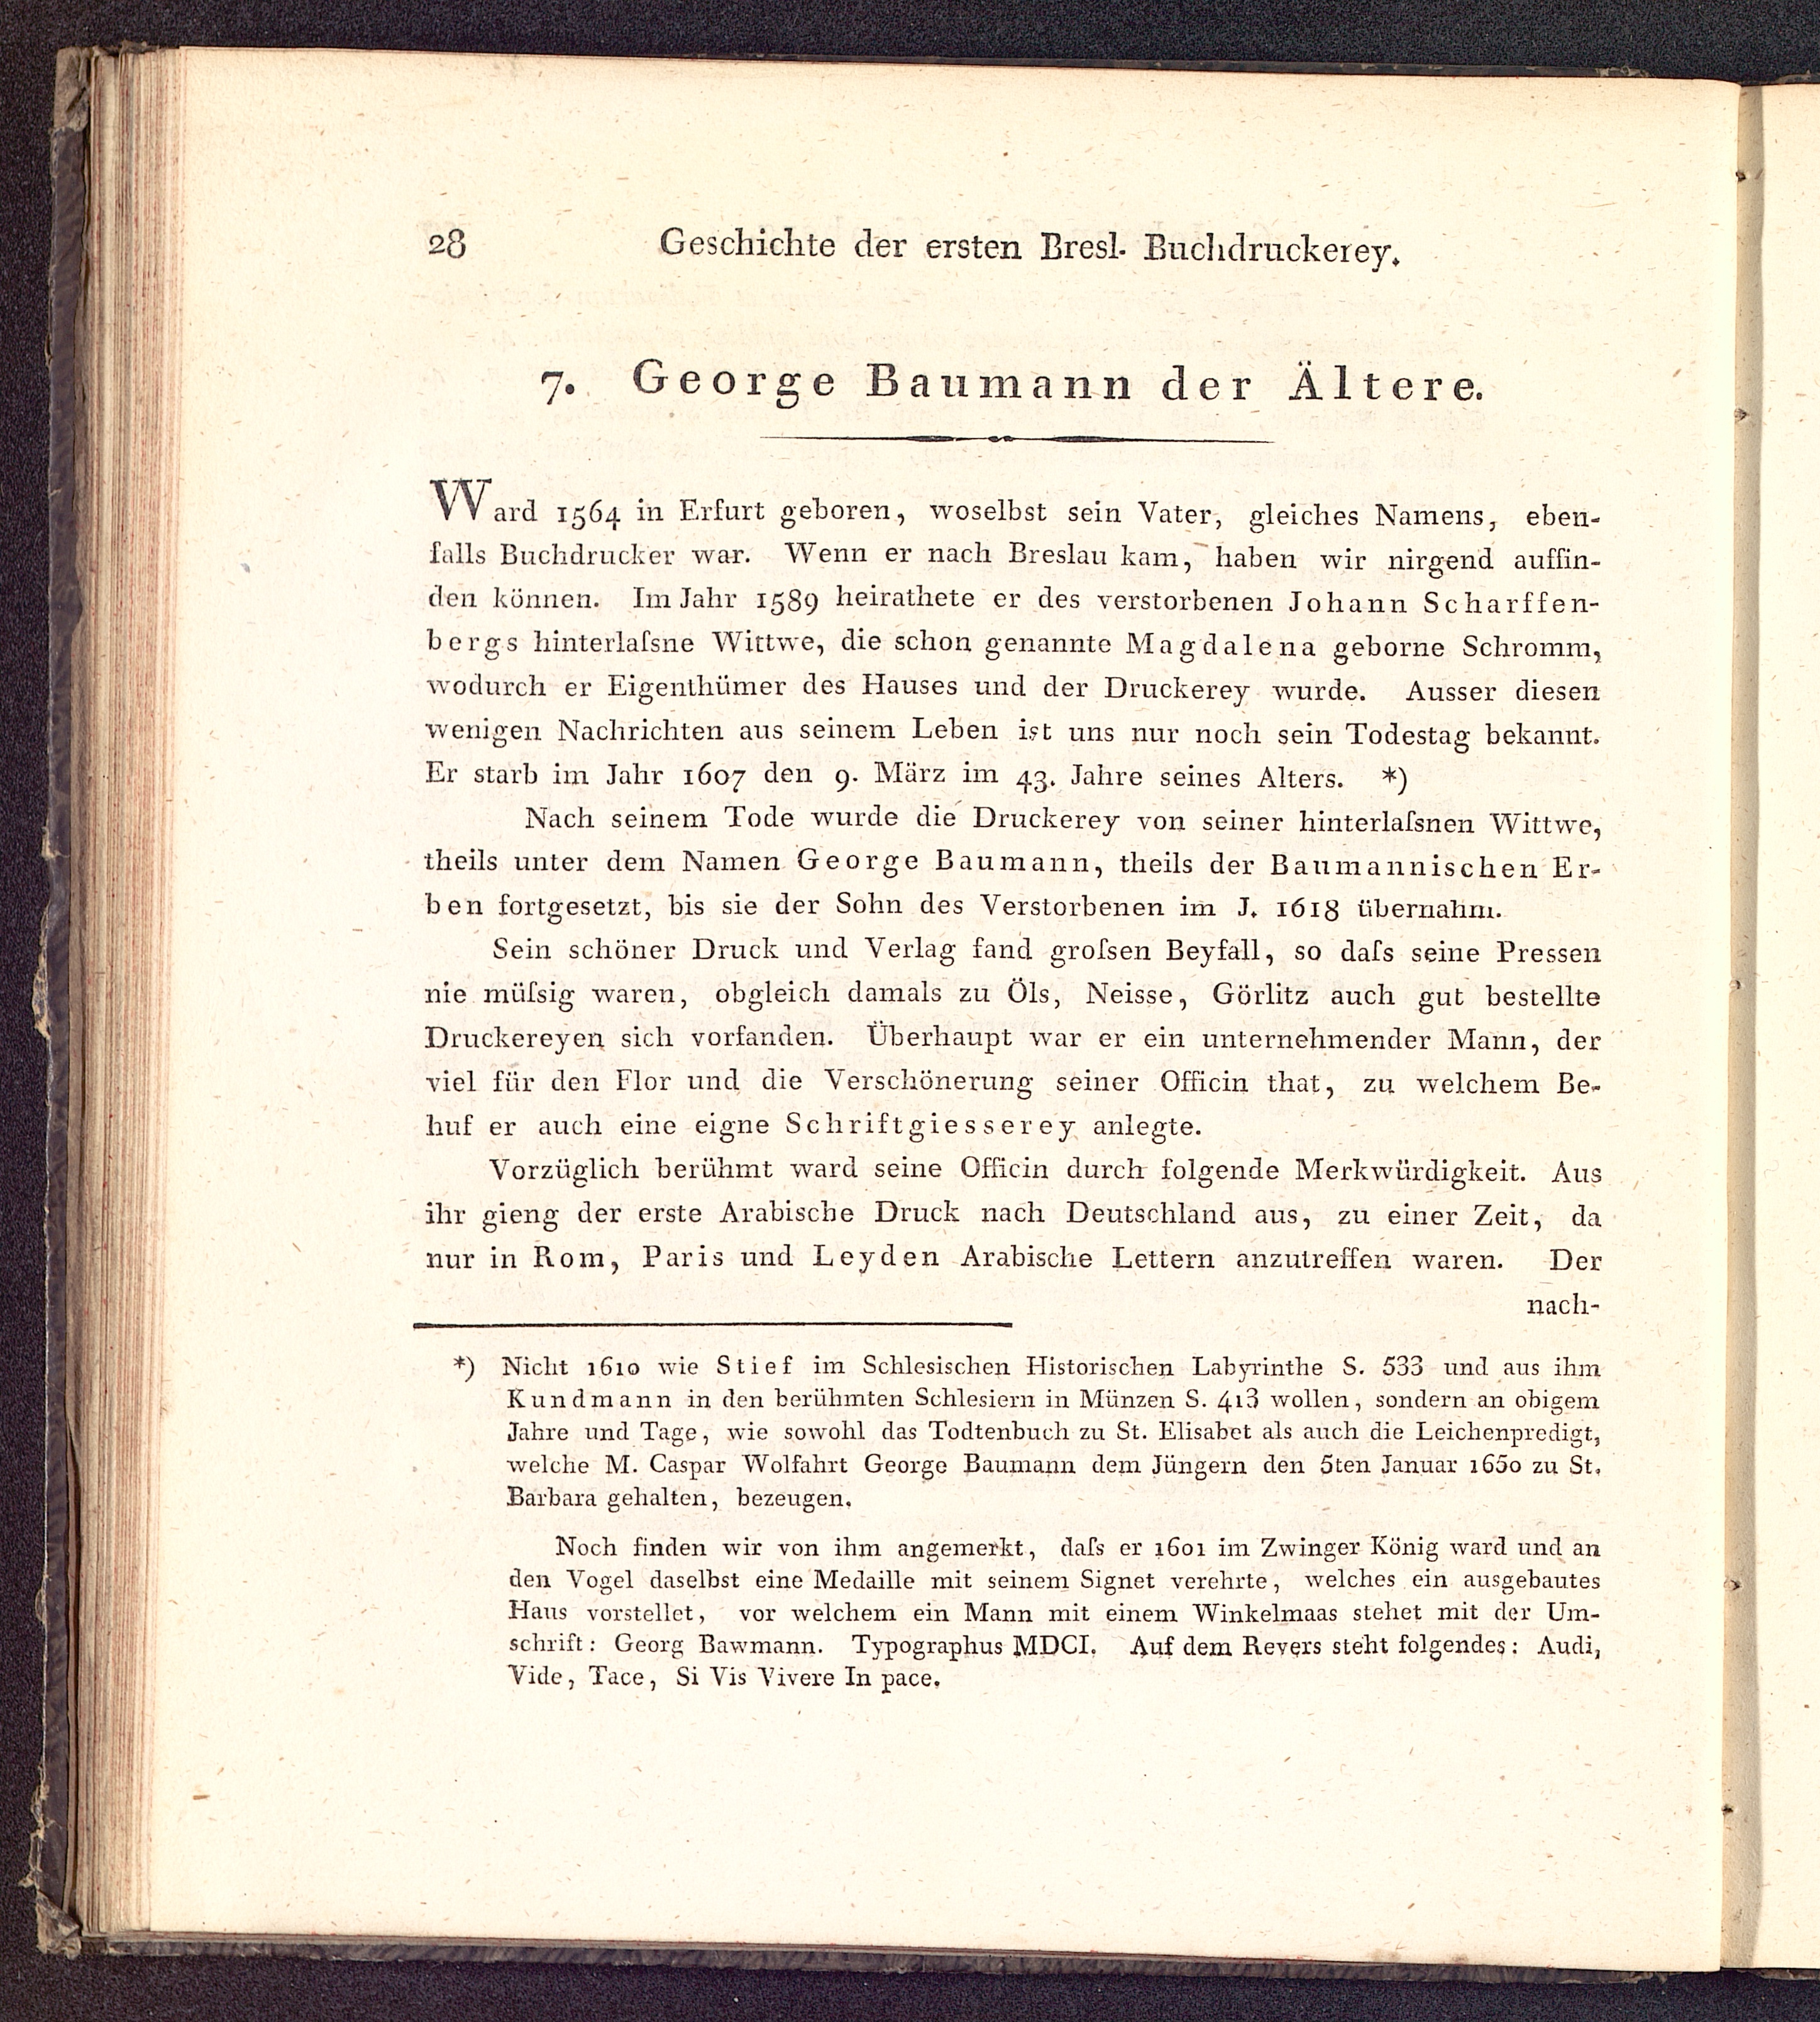 28 Geschichte der ersten Bresl. Buchdruckerey.
7. George Baumann der Ältere.
Ward 1564 in Erfurt geboren, woselbst sein Vater, gleiches Namens, eben-
falls Buchdrucker war. Wenn er nach Breslau kam, haben wir nirgend auffin-
den können. Im Jahr 1589 heirathete er des verstorbenen Johann Scharffen-
bergs hinterlaſsne Wittwe, die schon genannte Magdalena geborne Schromm,
wodurch er Eigenthümer des Hauses und der Druckerey wurde. Ausser diesen
wenigen Nachrichten aus seinem Leben ist uns nur noch sein Todestag bekannt.
Er starb im Jahr 1607 den 9. März im 43. Jahre seines Alters. *)
Nach seinem Tode wurde die Druckerey von seiner hinterlaſsnen Wittwe,
theils unter dem Namen George Baumann, theils der Baumannischen Er-
ben fortgesetzt, bis sie der Sohn des Verstorbenen im J. 1618 übernahm.
Sein schöner Druck und Verlag fand groſsen Beyfall, so daſs seine Pressen
nie müſsig waren, obgleich damals zu Öls, Neisse, Görlitz auch gut bestellte
Druckereyen sich vorfanden. Überhaupt war er ein unternehmender Mann, der
viel für den Flor und die Verschönerung seiner Officin that, zu welchem Be-
huf er auch eine eigne Schriftgiesserey anlegte.
Vorzüglich berühmt ward seine Officin durch folgende Merkwürdigkeit. Aus
ihr gieng der erste Arabische Druck nach Deutschland aus, zu einer Zeit, da
nur in Rom, Paris und Leyden Arabische Lettern anzutreffen waren. Der
nach-
*) Nicht 1610 wie Stief im Schlesischen Historischen Labyrinthe S. 533 und aus ihm
Kundmann in den berühmten Schlesiern in Münzen S. 413 wollen, sondern an obigem
Jahre und Tage, wie sowohl das Todtenbuch zu St. Elisabet als auch die Leichenpredigt,
welche M. Caspar Wolfahrt George Baumann dem Jüngern den 5ten Januar 1650 zu St.
Barbara gehalten, bezeugen.
Noch finden wir von ihm angemerkt, daſs er 1601 im Zwinger König ward und an
den Vogel daselbst eine Medaille mit seinem Signet verehrte, welches ein ausgebautes
Haus vorstellet, vor welchem ein Mann mit einem Winkelmaas stehet mit der Um-
schrift: Georg Bawmann. Typographus MDCI. Auf dem Revers steht folgendes: Audi,
Vide, Tace, Si Vis Vivere In pace.